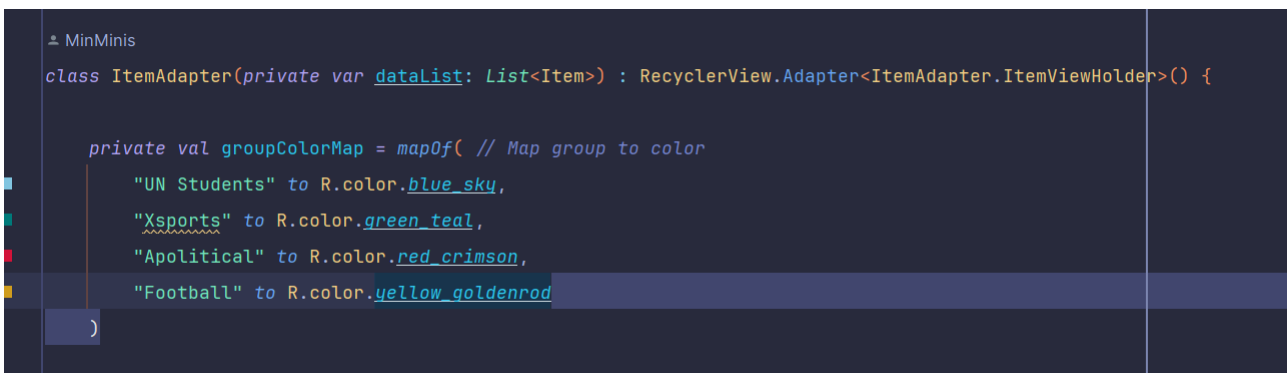 MinMinis
class ItemAdapter(private var dataList: List<Item>) : RecyclerView.Adapter<ItemAdapter.ItemViewHolder>() {
private val groupColorMap = mapOf( // Map group to color
"UN Students" to R.color.blue_sky,
"Xsports" to R.color.green_teal,
"Apolitical" to R.color.red_crimson,
"Football" to R.color.yellow_goldenrod
)